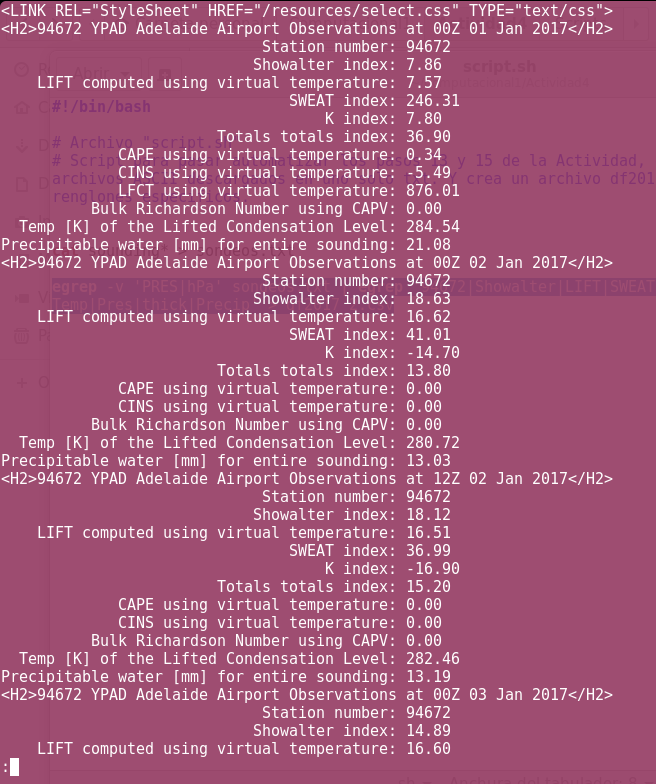 <LINK REL="StyleSheet" HREF="/resources/select.css" TYPE="text/css">
<H2>94672 YPAD Adelaide Airport Observations at 00Z 01 Jan 2017</H2>
Station number: 94672
Showalter index: 7.86
LIFT computed using virtual temperature: 7.57
SWEAT index: 246.31
K index: 7.80
Totals totals index: 36.90
CAPE using virtual temperature: 0.34
CINS using virtual temperature: -5.49
LFCT using virtual temperature: 876.01
Bulk Richardson Number using CAPV: 0.00
Temp [K] of the Lifted Condensation Level: 284.54
Precipitable water [mm] for entire sounding: 21.08
<H2>94672 YPAD Adelaide Airport Observations at 00Z 02 Jan 2017</H2>
Station number: 94672
Showalter index: 18.63
LIFT computed using virtual temperature: 16.62
SWEAT index: 41.01
K index: -14.70
Totals totals index: 13.80
CAPE using virtual temperature: 0.00
CINS using virtual temperature: 0.00
Bulk Richardson Number using CAPV: 0.00
Temp [K] of the Lifted Condensation Level: 280.72
Precipitable water [mm] for entire sounding: 13.03
<H2>94672 YPAD Adelaide Airport Observations at 12Z 02 Jan 2017</H2>
Station number: 94672
Showalter index: 18.12
LIFT computed using virtual temperature: 16.51
SWEAT index: 36.99
K index: -16.90
Totals totals index: 15.20
CAPE using virtual temperature: 0.00
CINS using virtual temperature: 0.00
Bulk Richardson Number using CAPV: 0.00
Temp [K] of the Lifted Condensation Level: 282.46
Precipitable water [mm] for entire sounding: 13.19
<H2>94672 YPAD Adelaide Airport Observations at 00Z 03 Jan 2017</H2>
Station number: 94672
Showalter index: 14.89
LIFT computed using virtual temperature: 16.60
:
Abrir
script.sh
#!/bin/bash
# Archivo "script.sh